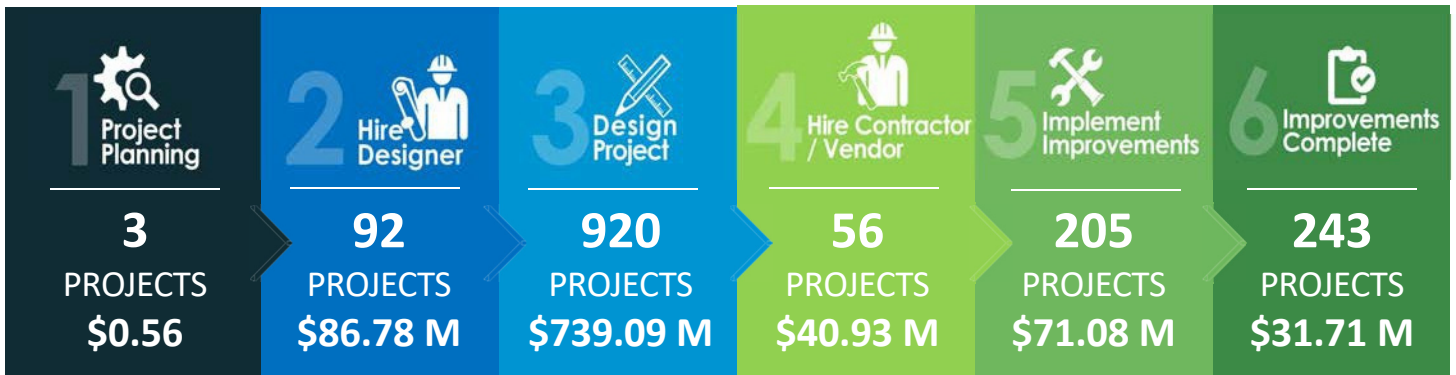 1
Project
Planning
3
PROJECTS
$0.56
2
Hire
Designer
92
PROJECTS
$86.78 M
3
Design
Project
920
PROJECTS
$739.09 M
4
Hire Contractor
/ Vendor
56
PROJECTS
$40.93 M
5
Implement
Improvements
205
PROJECTS
$71.08 M
6
Improvements
Complete
243
PROJECTS
$31.71 M